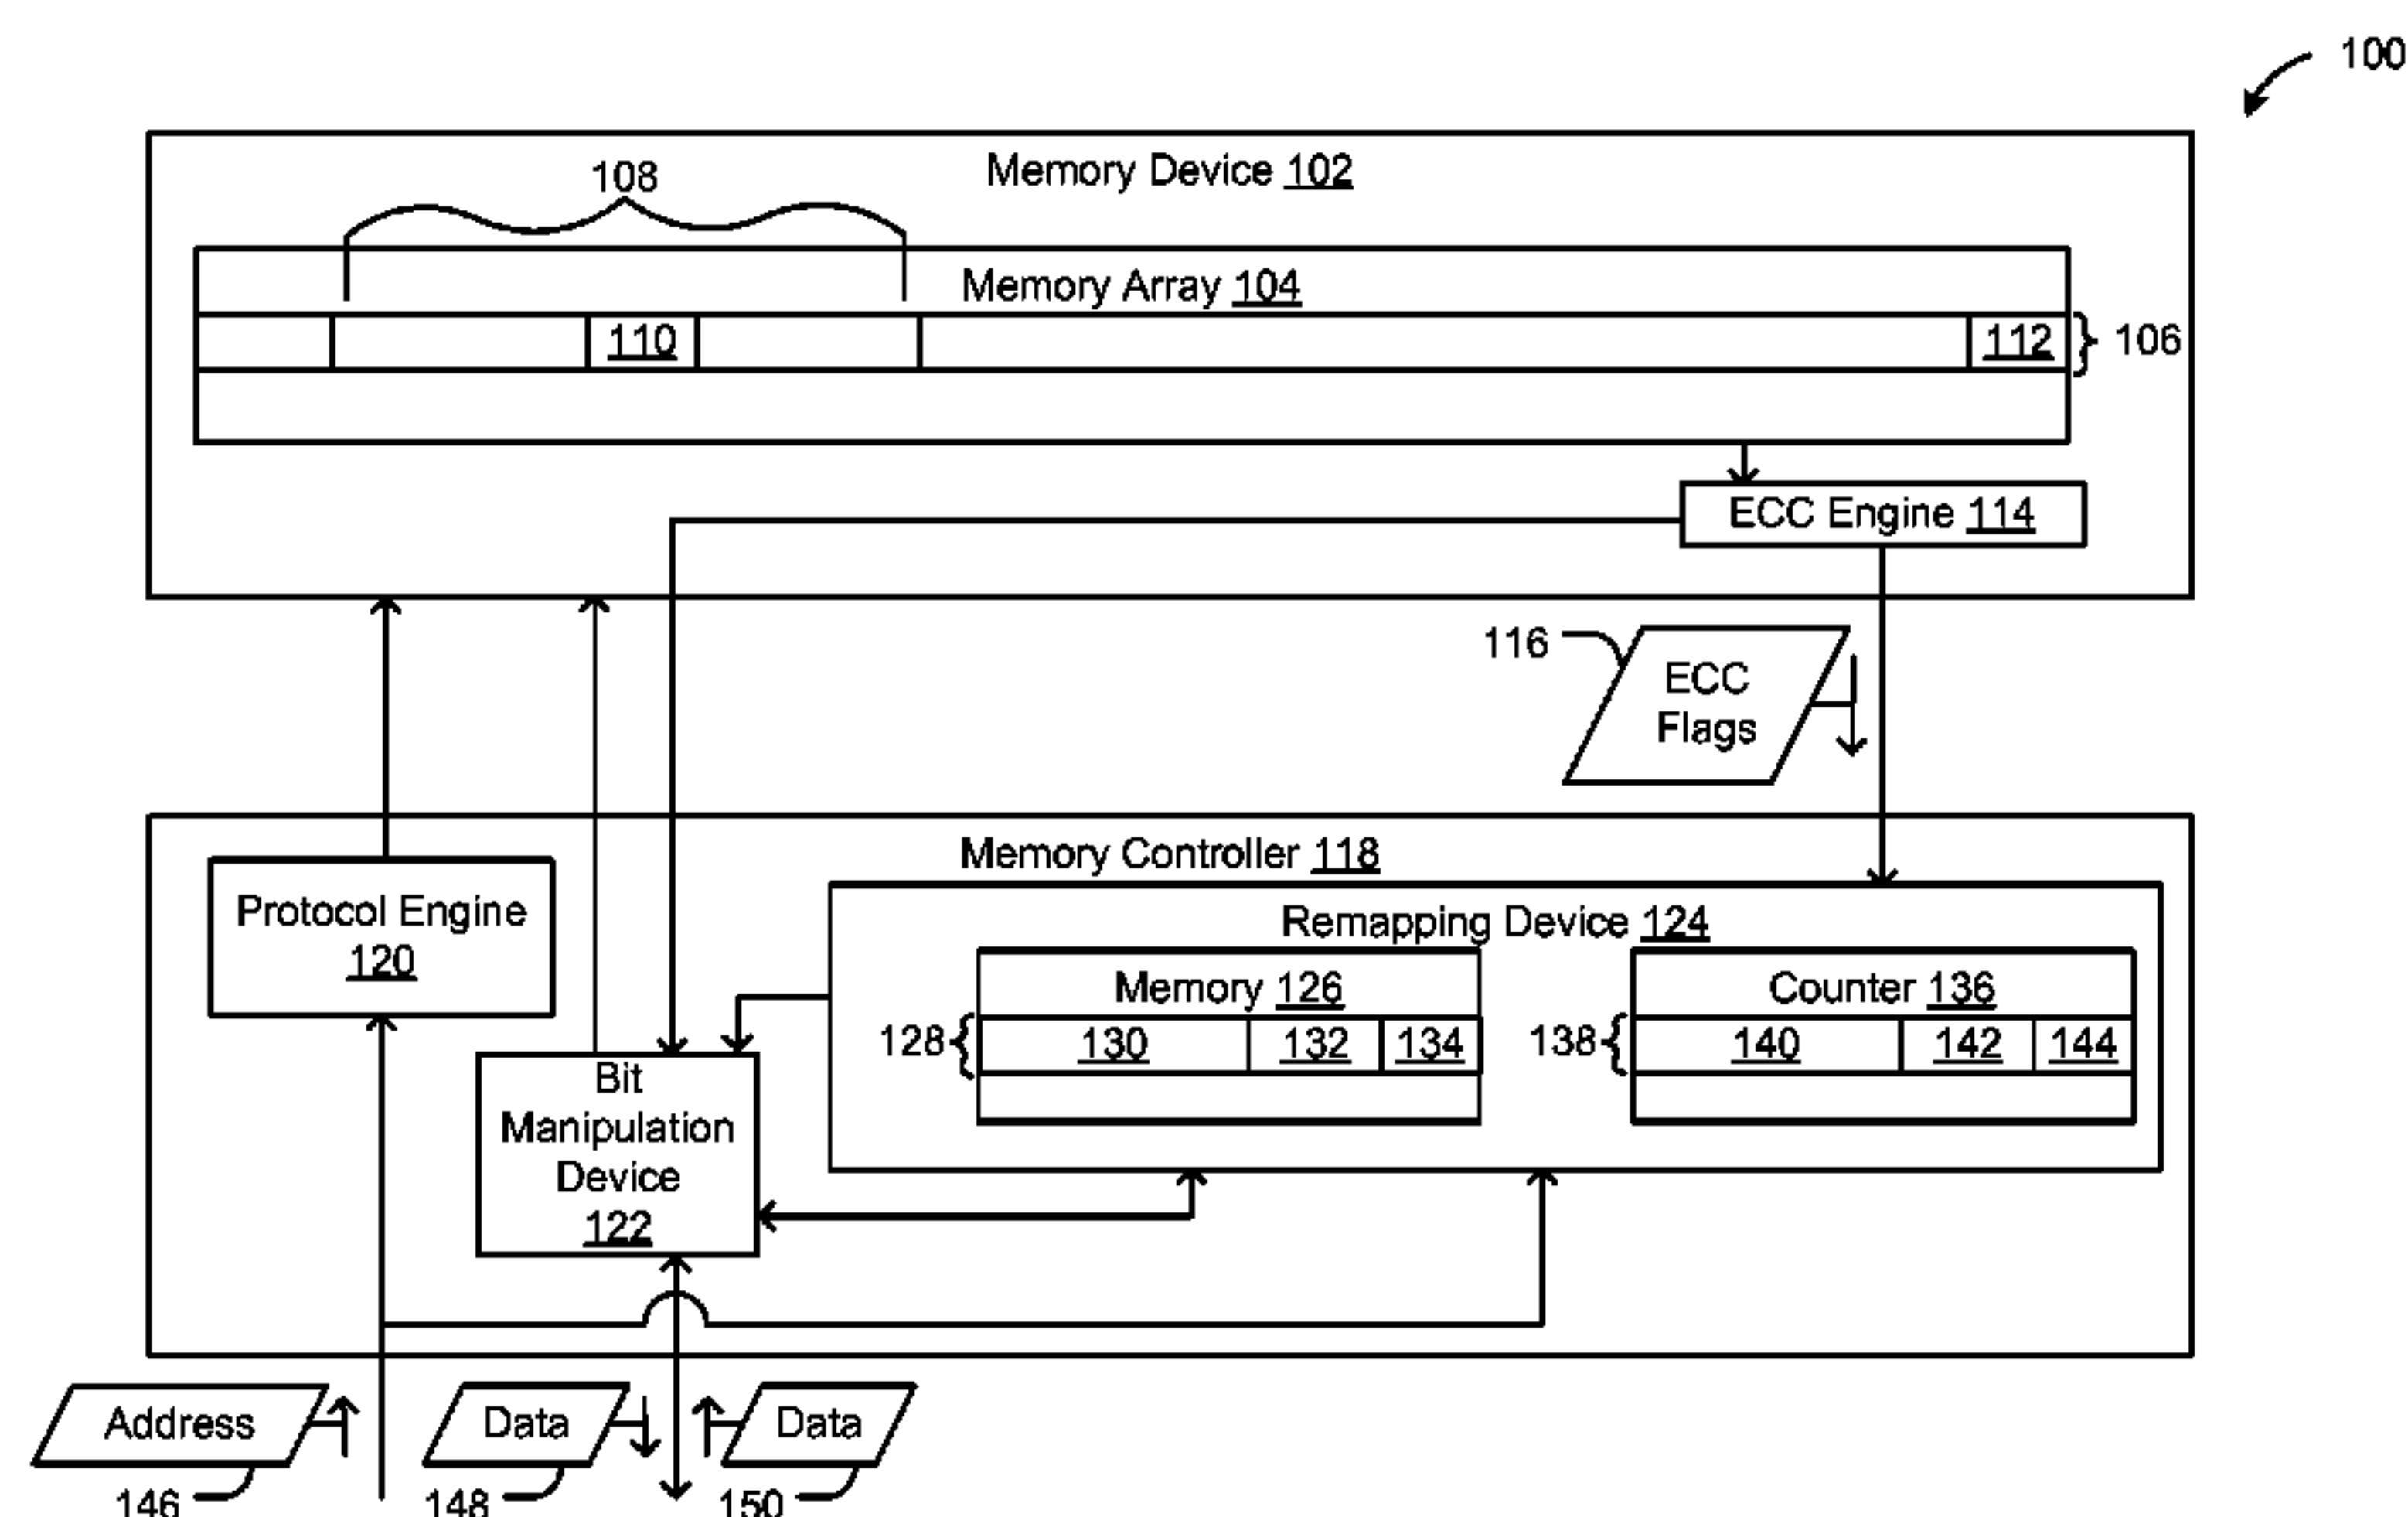 100
Memory Device 102
108
Memory Array 104
110
112
106
ECC Engine 114
116
ECC
Flags
Memory Controller 118
Protocol Engine
120
Remapping Device 124
Memory 126
Counter 136
128
130
132
134
138
140
142
144
Bit
Manipulation
Device
122
Address
Data
Data
146
148
150